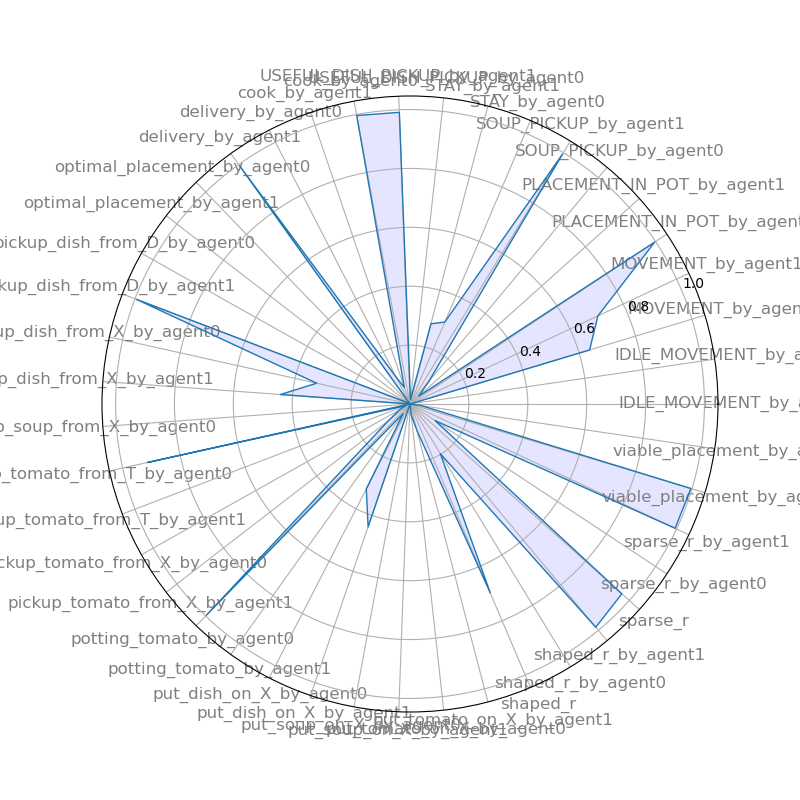 USEFUL_DISH_PICKUP_by_agent1
USEFUL_DISH_PICKUP_by_agent0
cook_by_agent0
STAY_by_agent1
cook_by_agent1
STAY_by_agent0
delivery_by_agent0
SOUP_PICKUP_by_agent1
delivery_by_agent1
SOUP_PICKUP_by_agent0
optimal_placement_by_agent0
PLACEMENT_IN_POT_by_agent1
optimal_placement_by_agent1
PLACEMENT_IN_POT_by_agent
pickup_dish_from_D_by_agent0
MOVEMENT_by_agent1
kup_dish_from_D_by_agent1
1.0
0.8
MOVEMENT_by_agen
up_dish_from_X_by_agent0
0.6
0.4
IDLE_MOVEMENT_by_a
0.2
p_dish_from_X_by_agent1
IDLE_MOVEMENT_by_a
p_soup_from_X_by_agent0
viable_placement_by_a
_tomato_from_T_by_agent0
viable_placement_by_ag
up_tomato_from_T_by_agent1
sparse_r_by_agent1
ckup_tomato_from_X_by_agent0
sparse_r_by_agent0
pickup_tomato_from_X_by_agent1
sparse_r
potting_tomato_by_agent0
shaped_r_by_agent1
potting_tomato_by_agent1
shaped_r_by_agent0
put_dish_on_X_by_agent0
shaped_r
put_dish_on_X_by_agent1
put_tomato_on_X_by_agent1
put_soup_on_X_by_agent0
put_soup_on_X_by_agent1
put_tomato_on_X_by_agent0